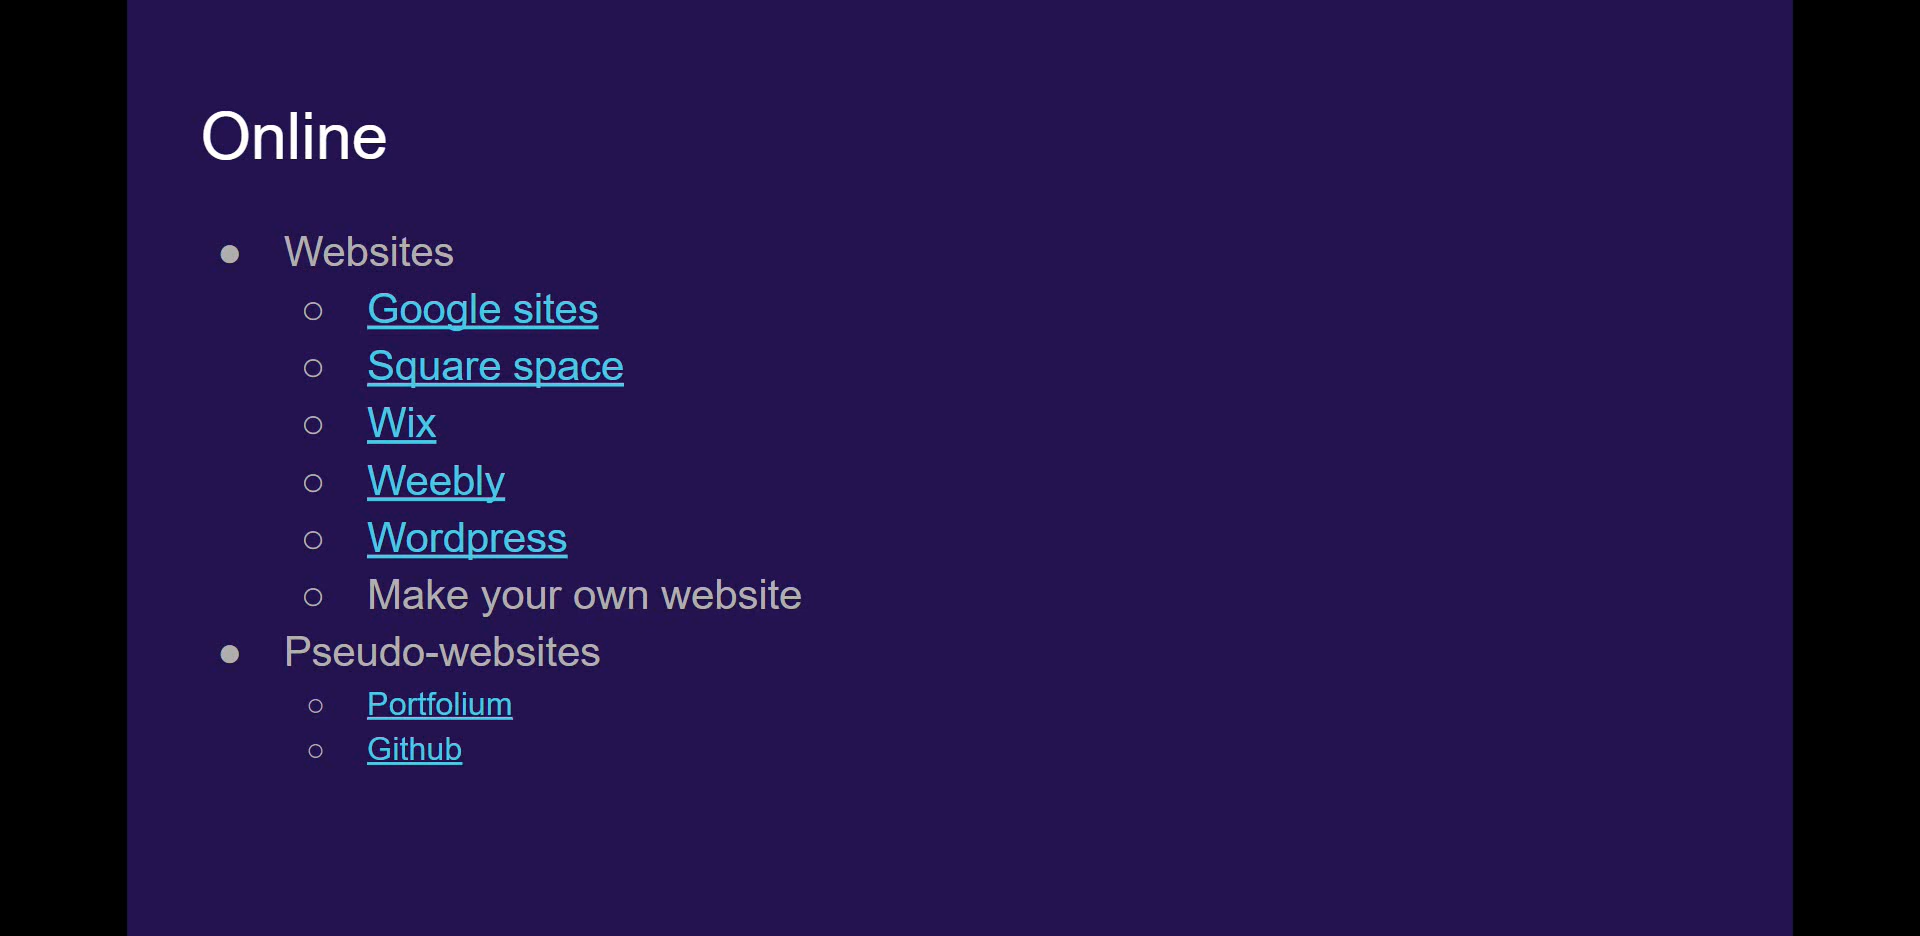 Online
● Websites
○ Google sites
○ Square space
○ Wix
○ Weebly
○ Wordpress
○ Make your own website
● Pseudo-websites
○ Portfolium
○ Github